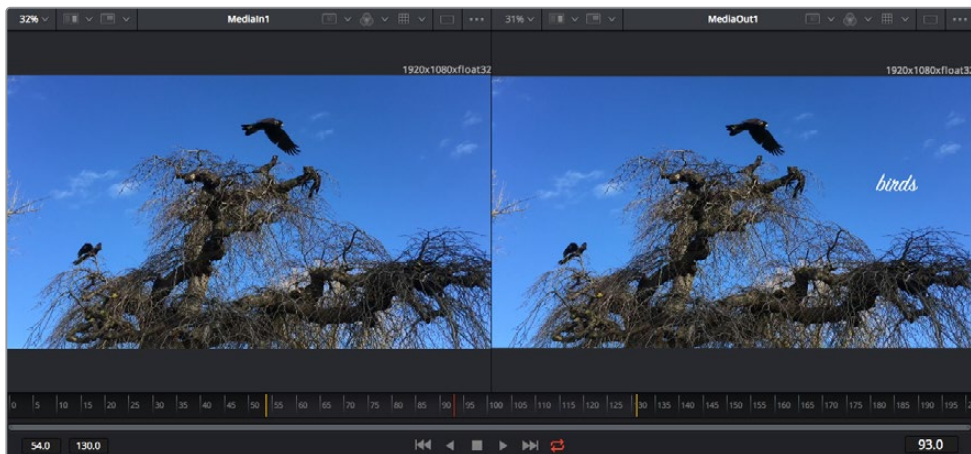 32% MediaIn1 31% MediaOut1
1920x1080xfloat32 1920x1080xfloat32
birds
0 5 10 15 20 25 30 35 40 45 50 55 60 65 70 75 80 85 90 95 100 105 110 115 120 125 130 135 140 145 150 155 160 165 170 175 180 185 190 195
54.0 130.0 93.0